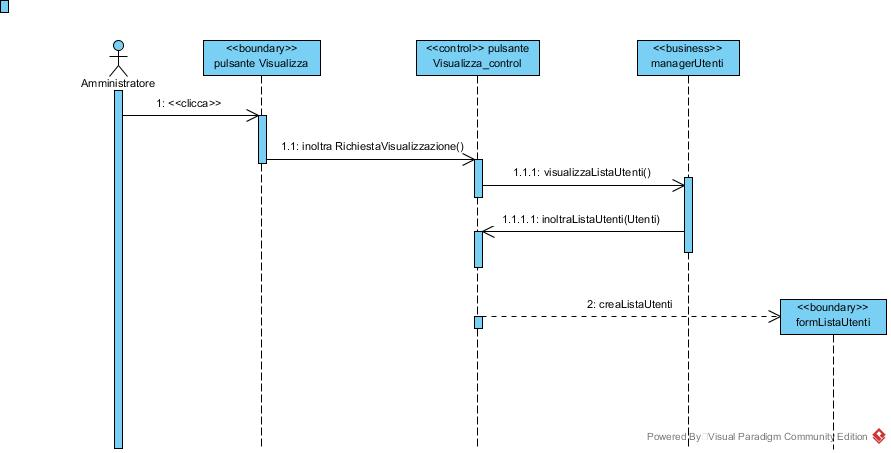 <<boundary>>
pulsante Visualizza
<<control>> pulsante
Visualizza_control
<<business>>
managerUtenti
Amministratore
1: <<clicca>>
1.1: inoltra RichiestaVisualizzazione()
1.1.1: visualizzaListaUtenti()
1.1.1.1: inoltraListaUtenti(Utenti)
2: creaListaUtenti
<<boundary>>
formListaUtenti
Powered By Visual Paradigm Community Edition